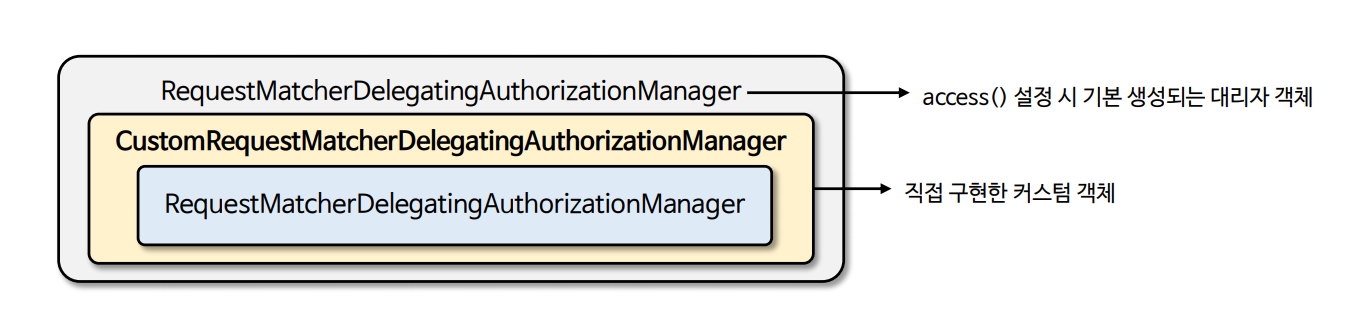 RequestMatcherDelegatingAuthorizationManager
access() 설정 시 기본 생성되는 대리자 객체
CustomRequestMatcherDelegatingAuthorizationManager
직접 구현한 커스텀 객체
RequestMatcherDelegatingAuthorizationManager